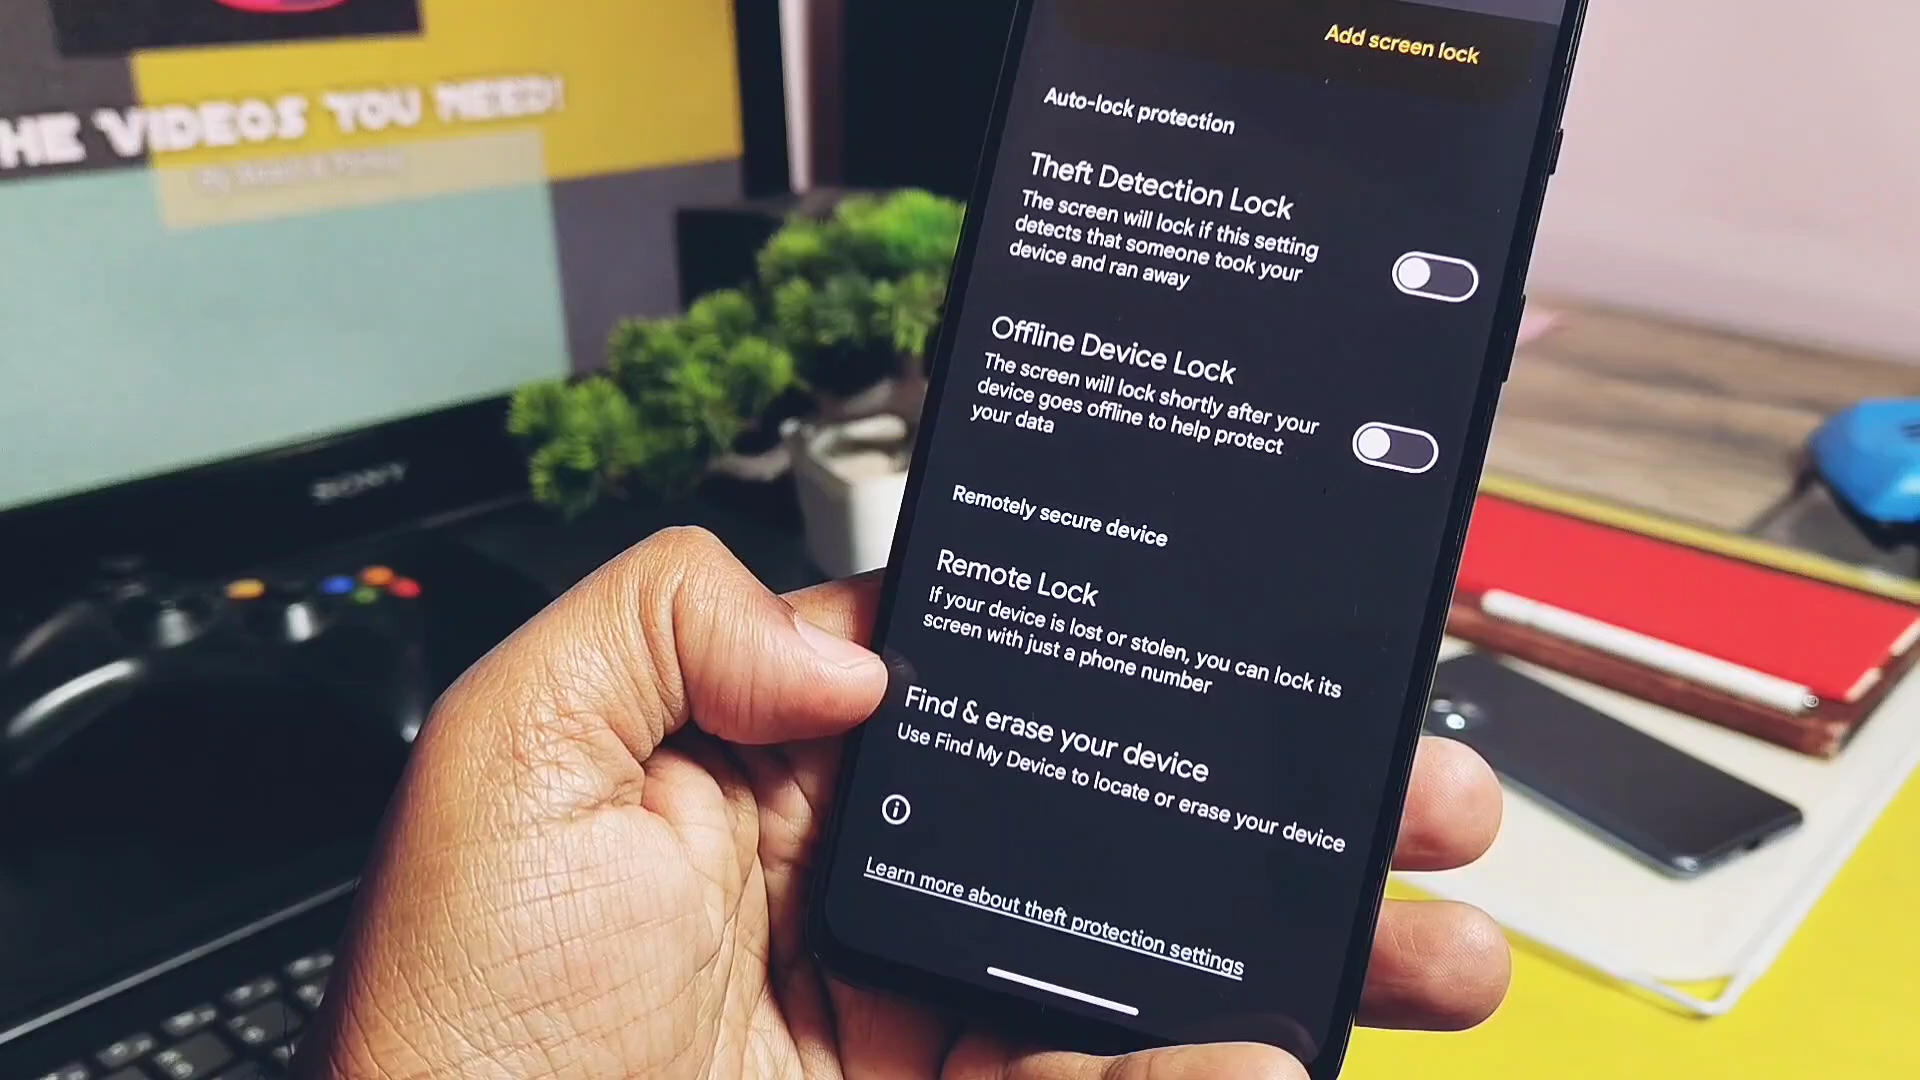 HE VIDEOS YOU NEED!
SONY
Add screen lock
Auto-lock protection
Theft Detection Lock
The screen will lock if this setting
detects that someone took your
device and ran away
Offline Device Lock
The screen will lock shortly after your
device goes offline to help protect
your data
Remotely secure device
Remote Lock
If your device is lost or stolen, you can lock its
screen with just a phone number
Find & erase your device
Use Find My Device to locate or erase your device
Learn more about theft protection settings